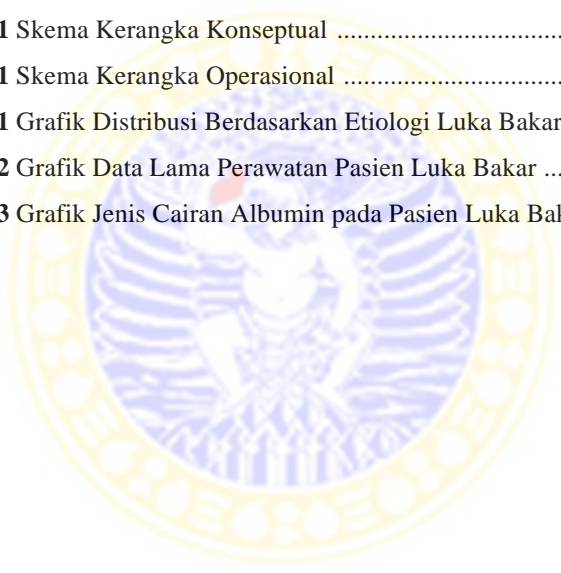 1 Skema Kerangka Konseptual ....................................
1 Skema Kerangka Operasional ...................................
1 Grafik Distribusi Berdasarkan Etiologi Luka Bakar
2 Grafik Data Lama Perawatan Pasien Luka Bakar ...
3 Grafik Jenis Cairan Albumin pada Pasien Luka